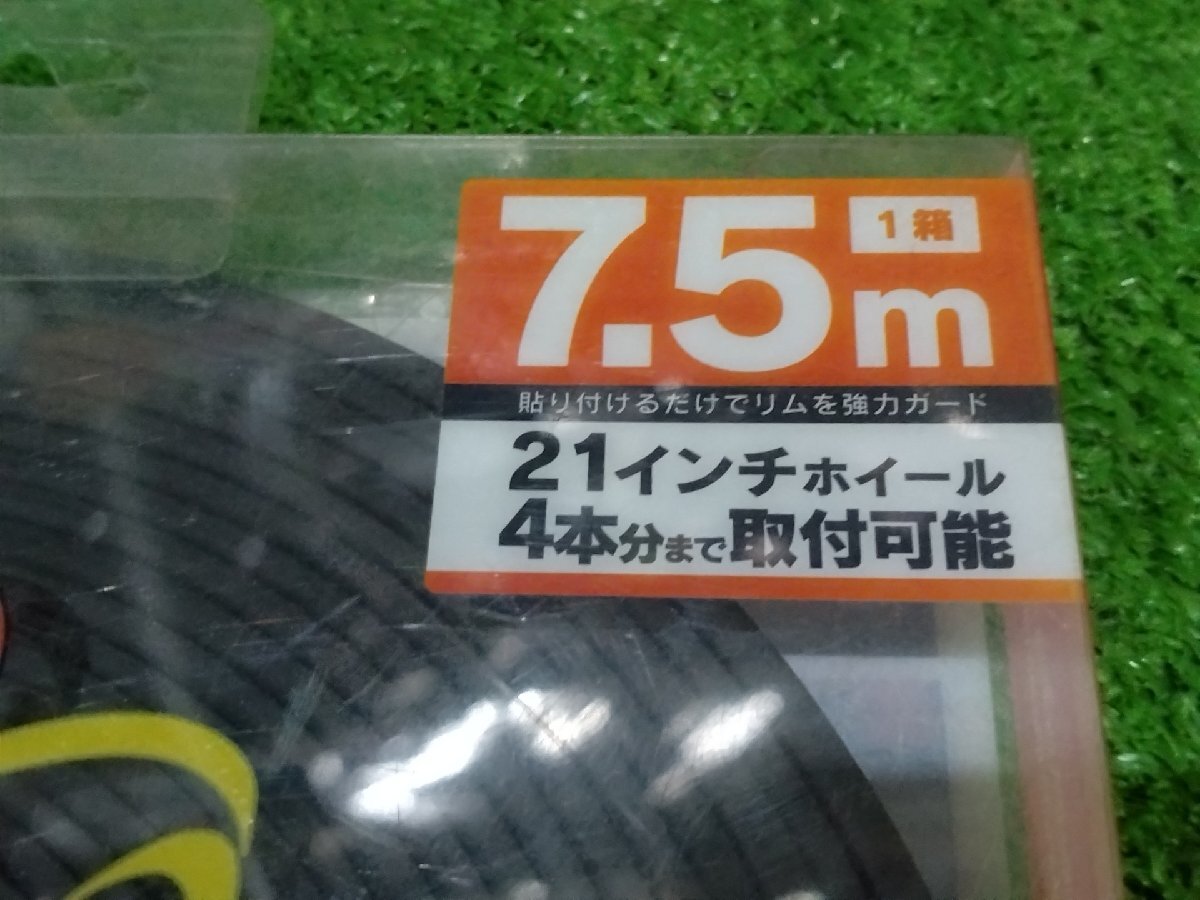 7.5m
1箱
貼り付けるだけでリムを強力ガード
21インチホイール
4本分まで取付可能